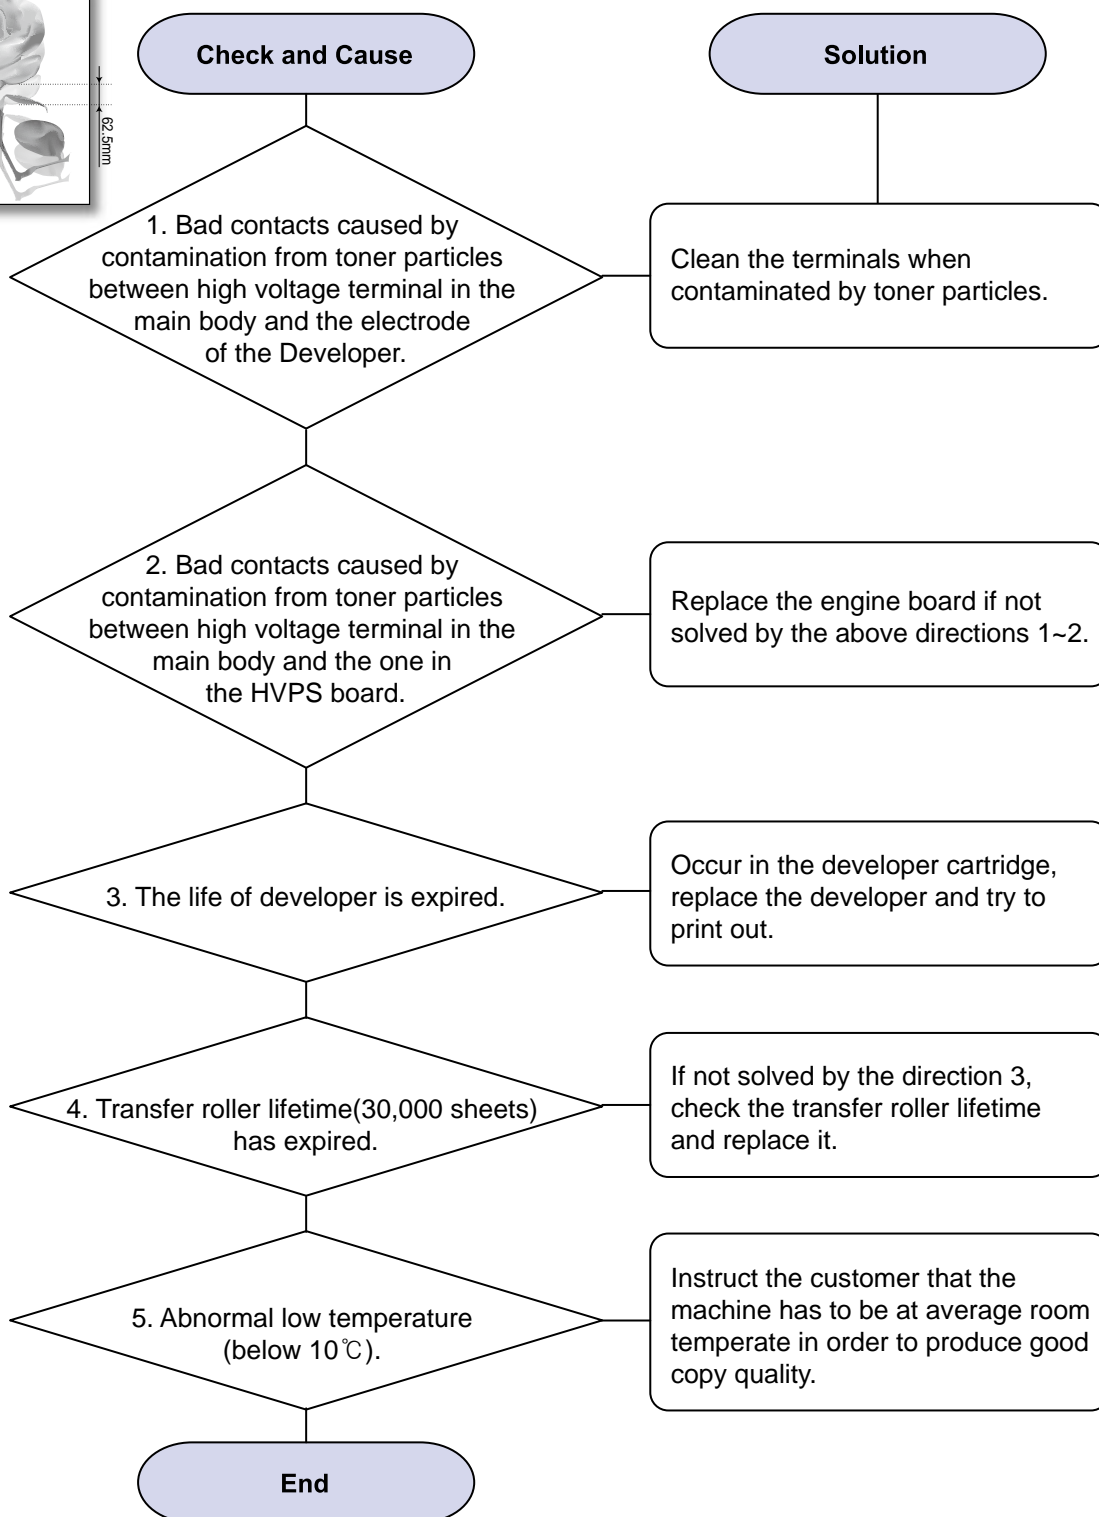 62.5mm
Check and Cause
Solution
1. Bad contacts caused by
contamination from toner particles
between high voltage terminal in the
main body and the electrode
of the Developer.
Clean the terminals when
contaminated by toner particles.
2. Bad contacts caused by
contamination from toner particles
between high voltage terminal in the
main body and the one in
the HVPS board.
Replace the engine board if not
solved by the above directions 1~2.
3. The life of developer is expired.
Occur in the developer cartridge,
replace the developer and try to
print out.
4. Transfer roller lifetime(30,000 sheets)
has expired.
If not solved by the direction 3,
check the transfer roller lifetime
and replace it.
5. Abnormal low temperature
(below 10℃).
Instruct the customer that the
machine has to be at average room
temperate in order to produce good
copy quality.
End